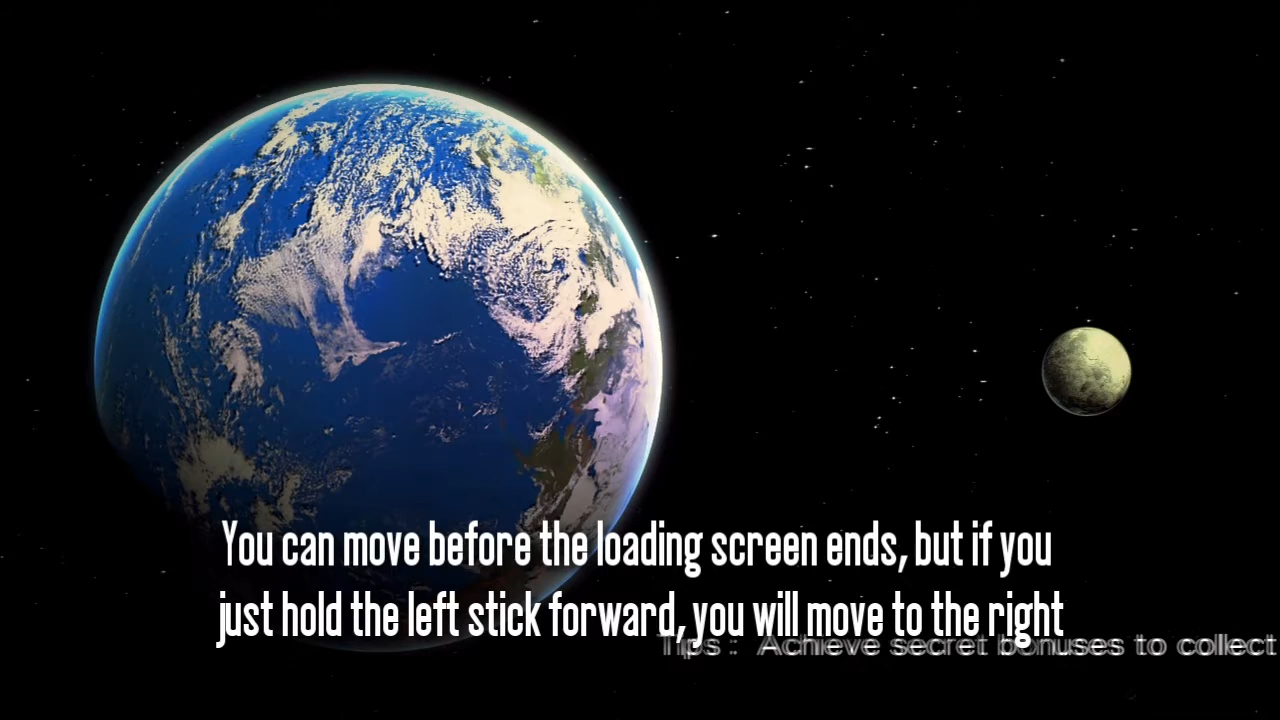 You can move before the loading screen ends, but if you
just hold the left stick forward, you will move to the right
Tips : Achieve secret bonuses to collect